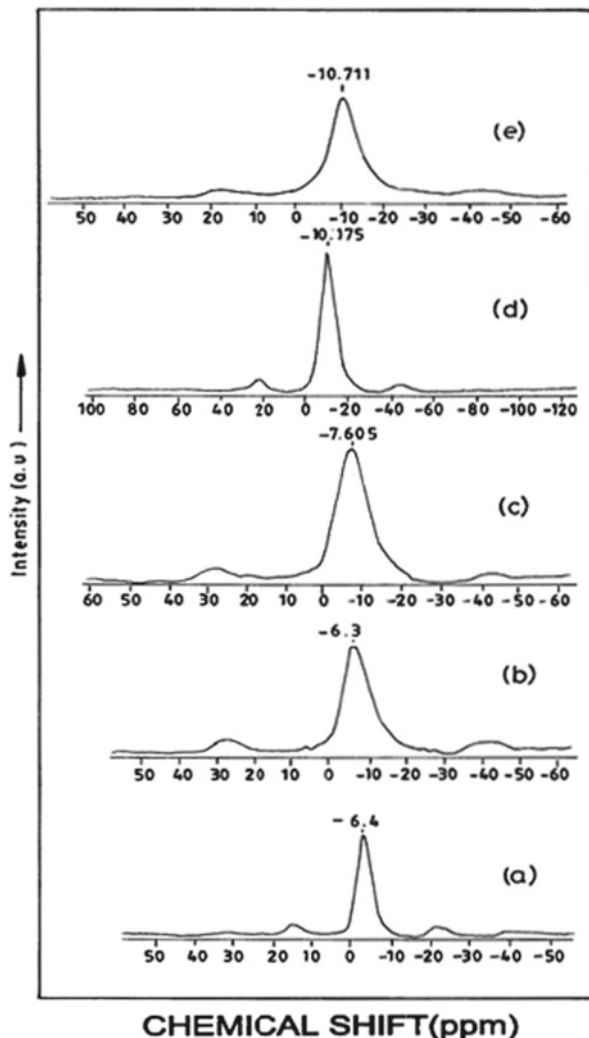 -10.711
(e)
50 40 30 20 10 0 -10 -20 -30 -40 -50 -60
-10.175
(d)
100 80 60 40 20 0 -20 -40 -60 -80 -100 -120
-7.605
(c)
60 50 40 30 20 10 0 -10 -20 -30 -40 -50 -60
-6.3
(b)
50 40 30 20 10 0 -10 -20 -30 -40 -50 -60
-6.4
(a)
50 40 30 20 10 0 -10 -20 -30 -40 -50
Intensity (a.u)
CHEMICAL SHIFT(ppm)